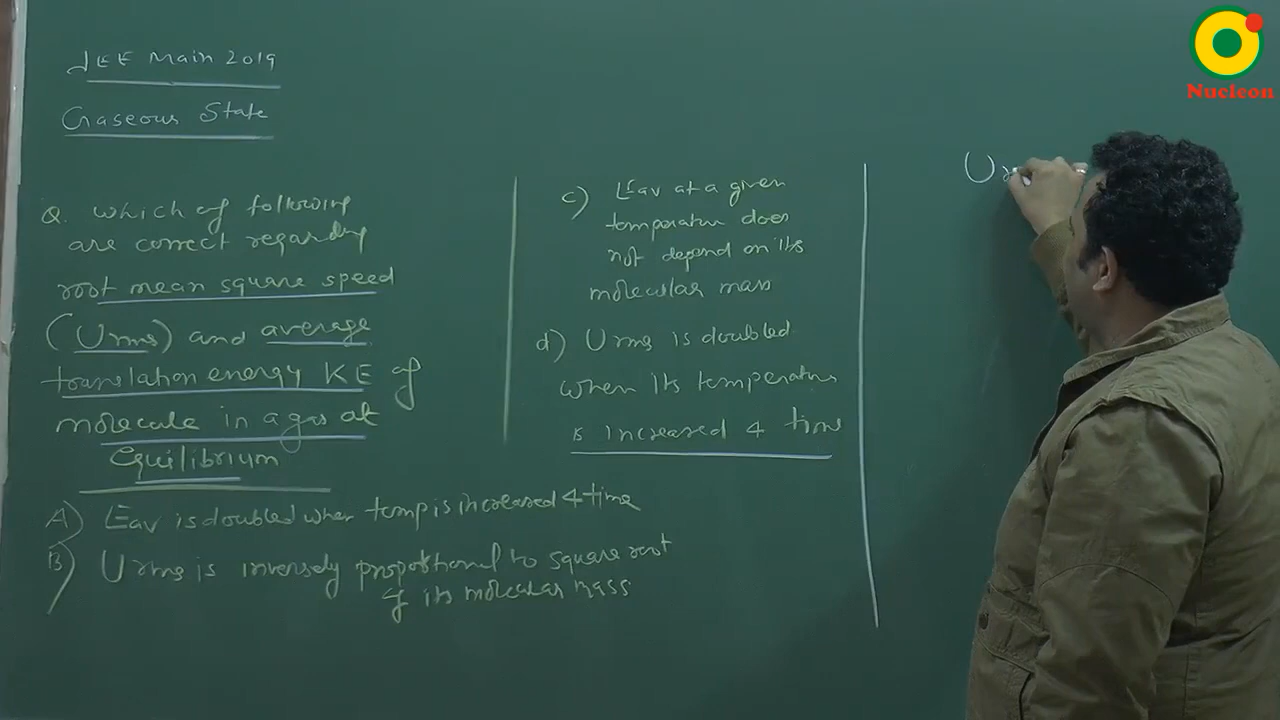 JEE Main 2019
Gaseous State
Q. which of following
are correct regarding
root mean square speed
(Urms) and average
translation energy KE of
molecule in a gas at
Equilibrium
A) Eav is doubled when temp is increased 4 time
B) Urms is inversely proportional to square root
of its molecular mass
c) Eav at a given
temperature does
not depend on its
molecular mass
d) Urms is doubled
when its temperature
is increased 4 time
Ur
Nucleon